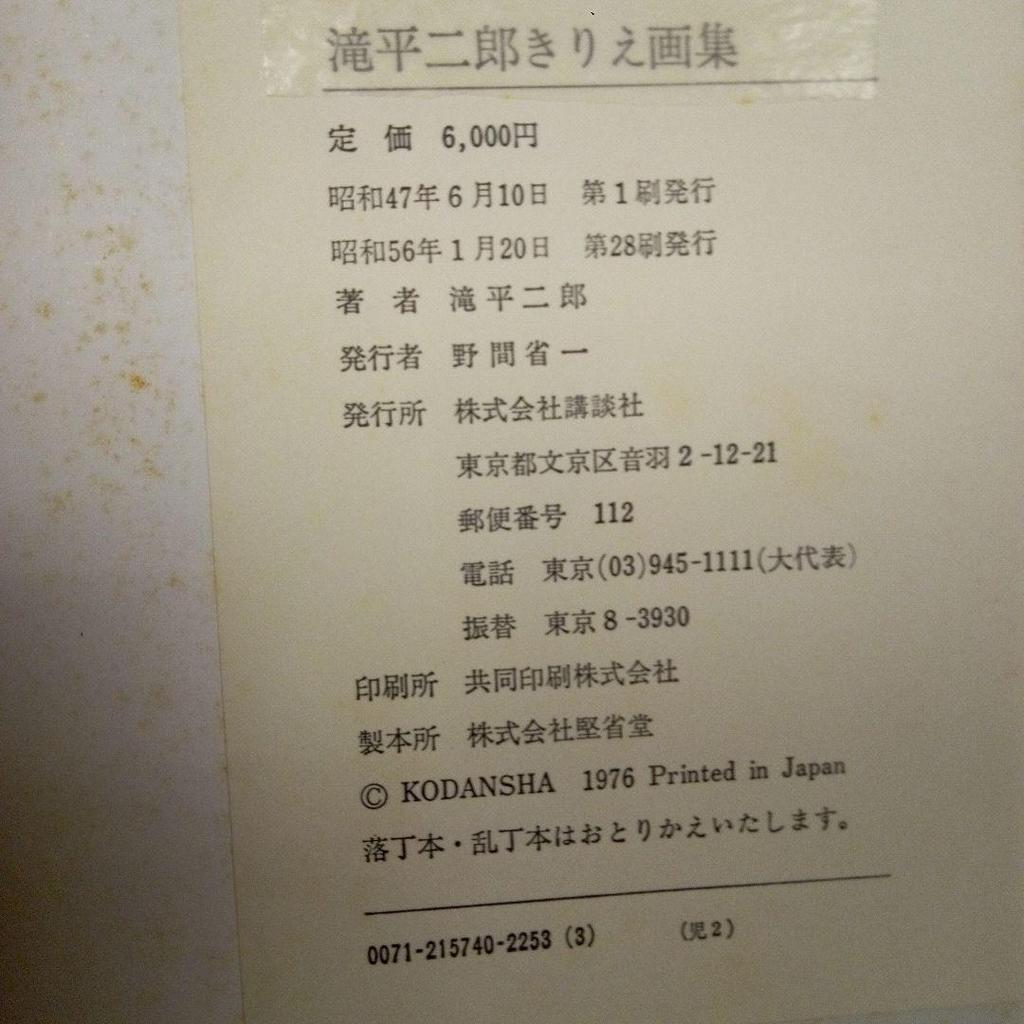 滝平二郎きりえ画集
定 価 6,000円
昭和47年6月10日 第1刷発行
昭和56年1月20日 第28刷発行
著 者 滝平二郎
発行者 野間省一
発行所 株式会社講談社
東京都文京区音羽2-12-21
郵便番号 112
電話 東京(03)945-1111(大代表)
振替 東京8-3930
印刷所 共同印刷株式会社
製本所 株式会社堅省堂
© KODANSHA 1976 Printed in Japan
落丁本・乱丁本はおとりかえいたします。
0071-215740-2253 (3) (児2)